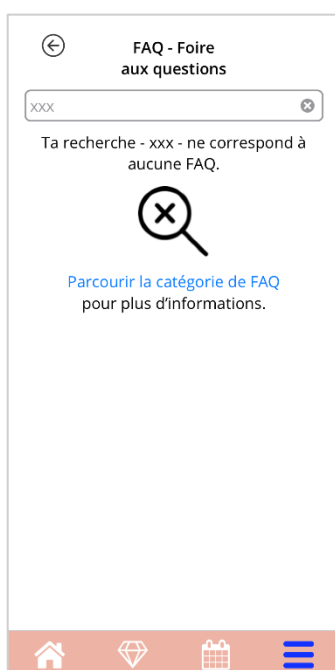 FAQ - Foire
aux questions
xxx
Ta recherche - xxx - ne correspond à
aucune FAQ.
Parcourir la catégorie de FAQ
pour plus d’informations.